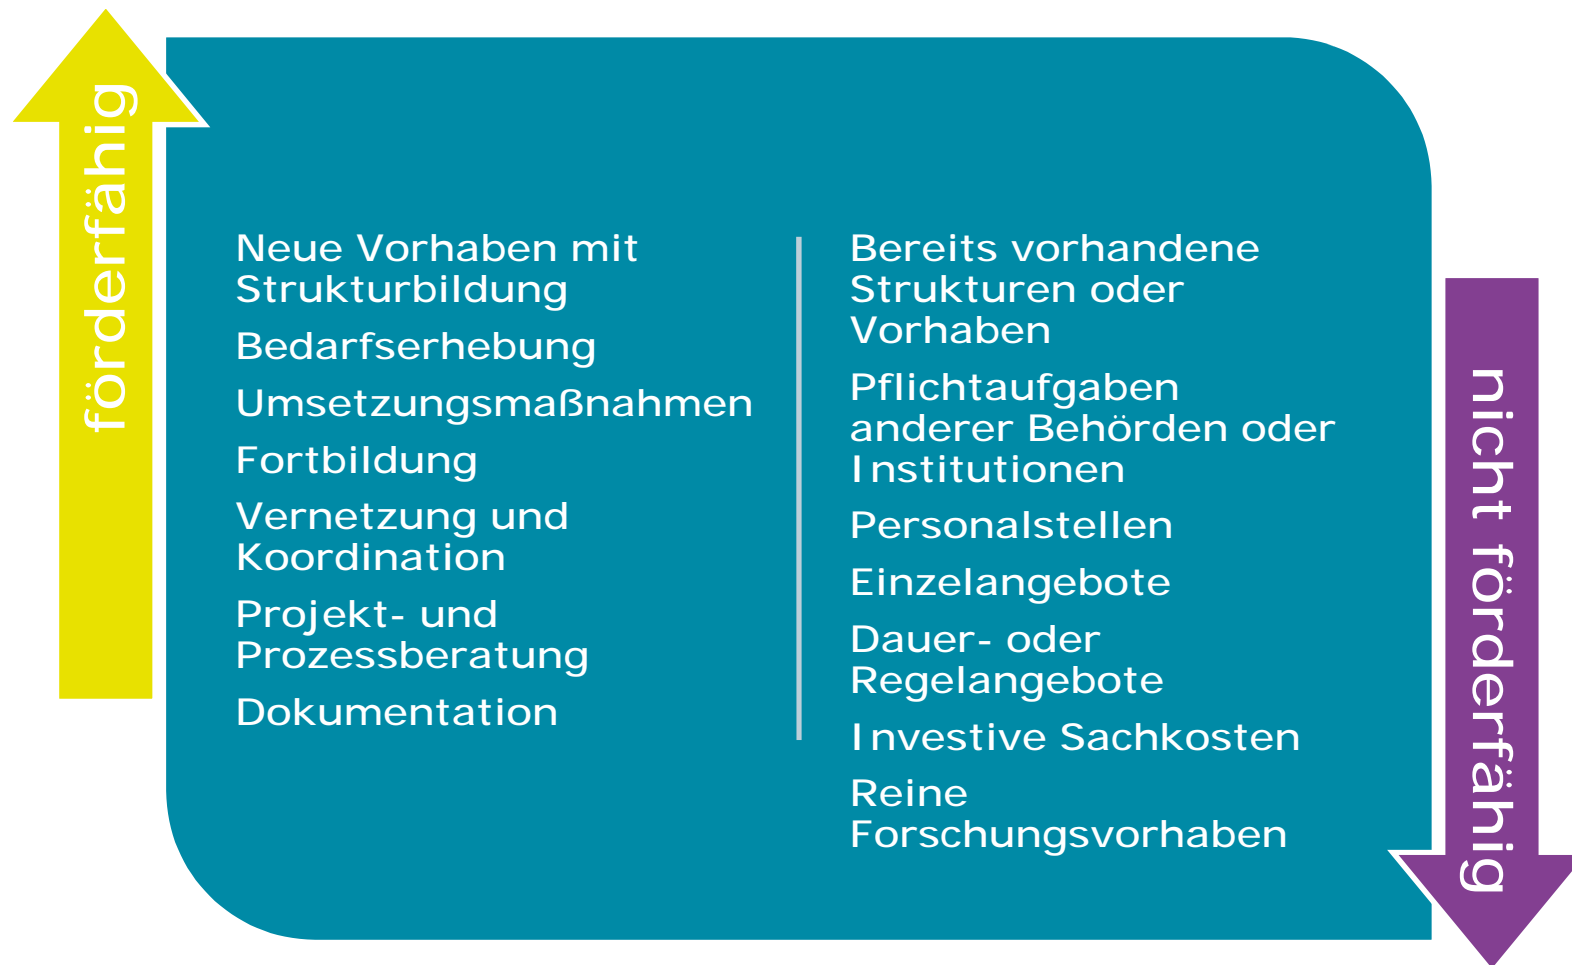 förderfähig
Neue Vorhaben mit
Strukturbildung
Bedarfserhebung
Umsetzungsmaßnahmen
Fortbildung
Vernetzung und
Koordination
Projekt- und
Prozessberatung
Dokumentation
Bereits vorhandene
Strukturen oder
Vorhaben
Pflichtaufgaben
anderer Behörden oder
Institutionen
Personalstellen
Einzelangebote
Dauer- oder
Regelangebote
Investive Sachkosten
Reine
Forschungsvorhaben
nicht förderfähig